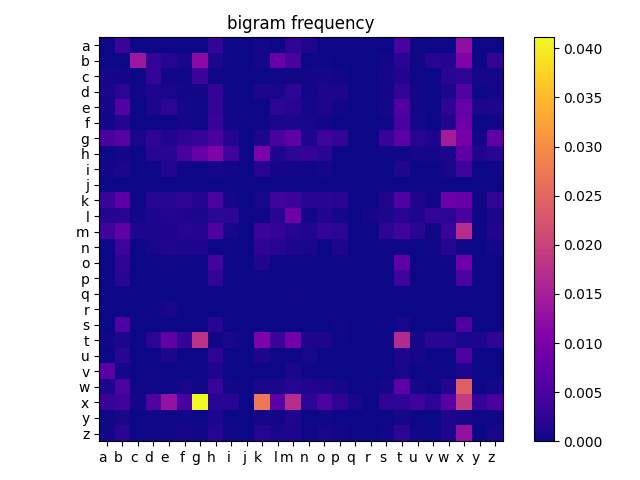 bigram frequency
a
b
c
d
e
f
g
h
i
j
k
l
m
n
o
p
q
r
s
t
u
v
w
x
y
z
a b c d e f g h i j k l m n o p q r s t u v w x y z
0.040
0.035
0.030
0.025
0.020
0.015
0.010
0.005
0.000